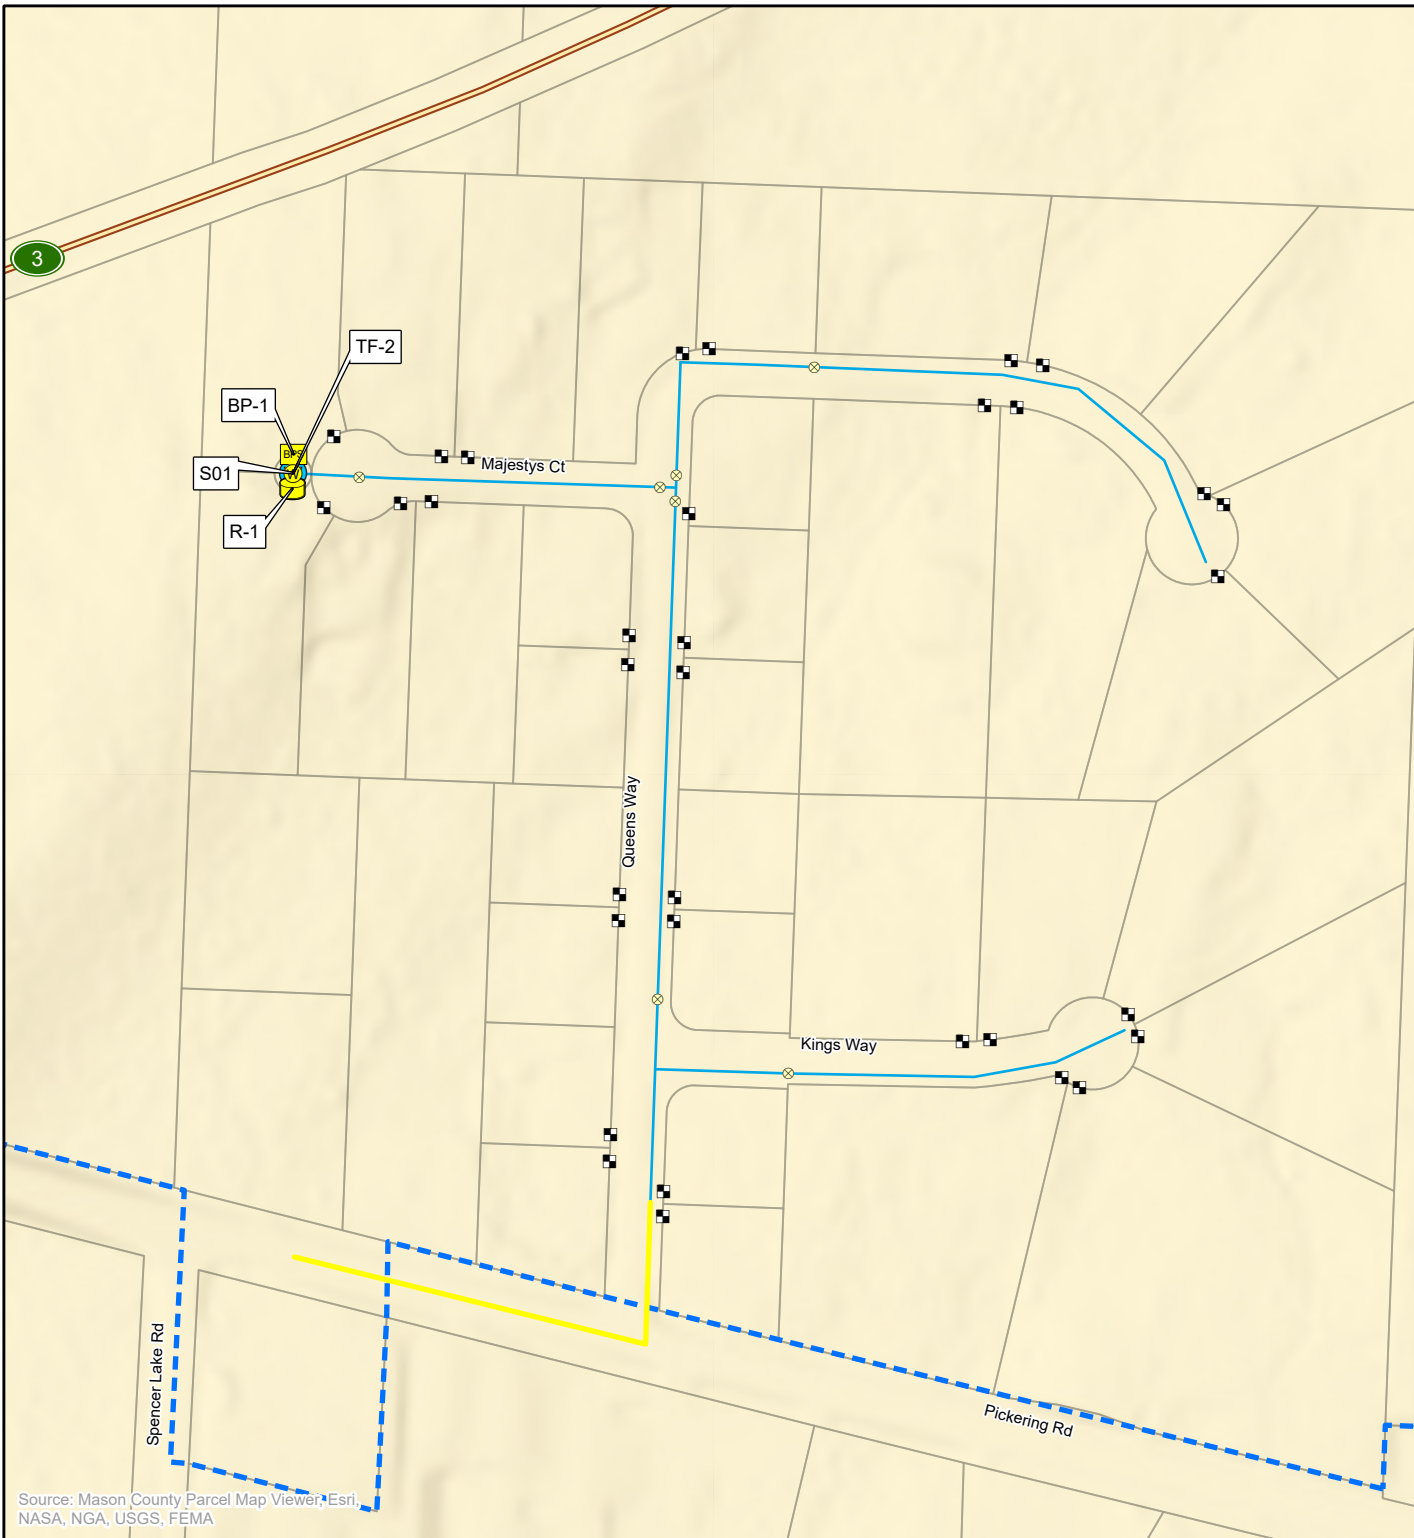 3
TF-2
BP-1
BPS
S01
W
R-1
Majestys Ct
Queens Way
Kings Way
Spencer Lake Rd
Pickering Rd
Source: Mason County Parcel Map Viewer, Esri,
NASA, NGA, USGS, FEMA